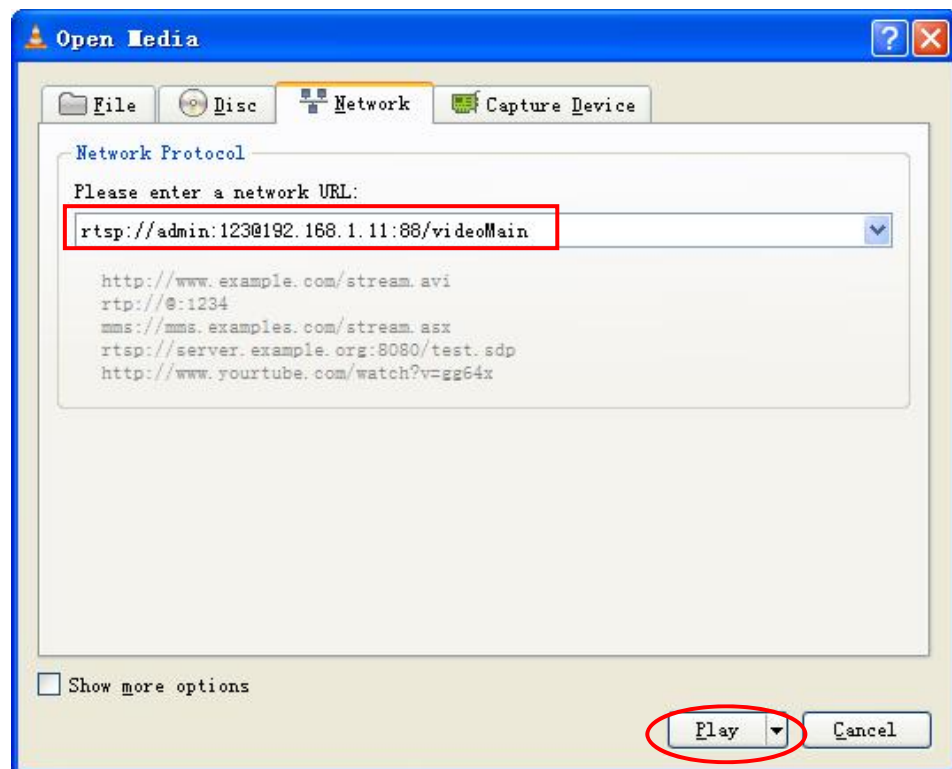 Open Media
File Disc Network Capture Device
Network Protocol
Please enter a network URL:
rtsp://admin:123@192.168.1.11:88/videoMain
http://www.example.com/stream.avi
rtp://@:1234
mms://mms.examples.com/stream.asx
rtsp://server.example.org:8080/test.sdp
http://www.yourtube.com/watch?v=gg64x
Show more options
Play Cancel